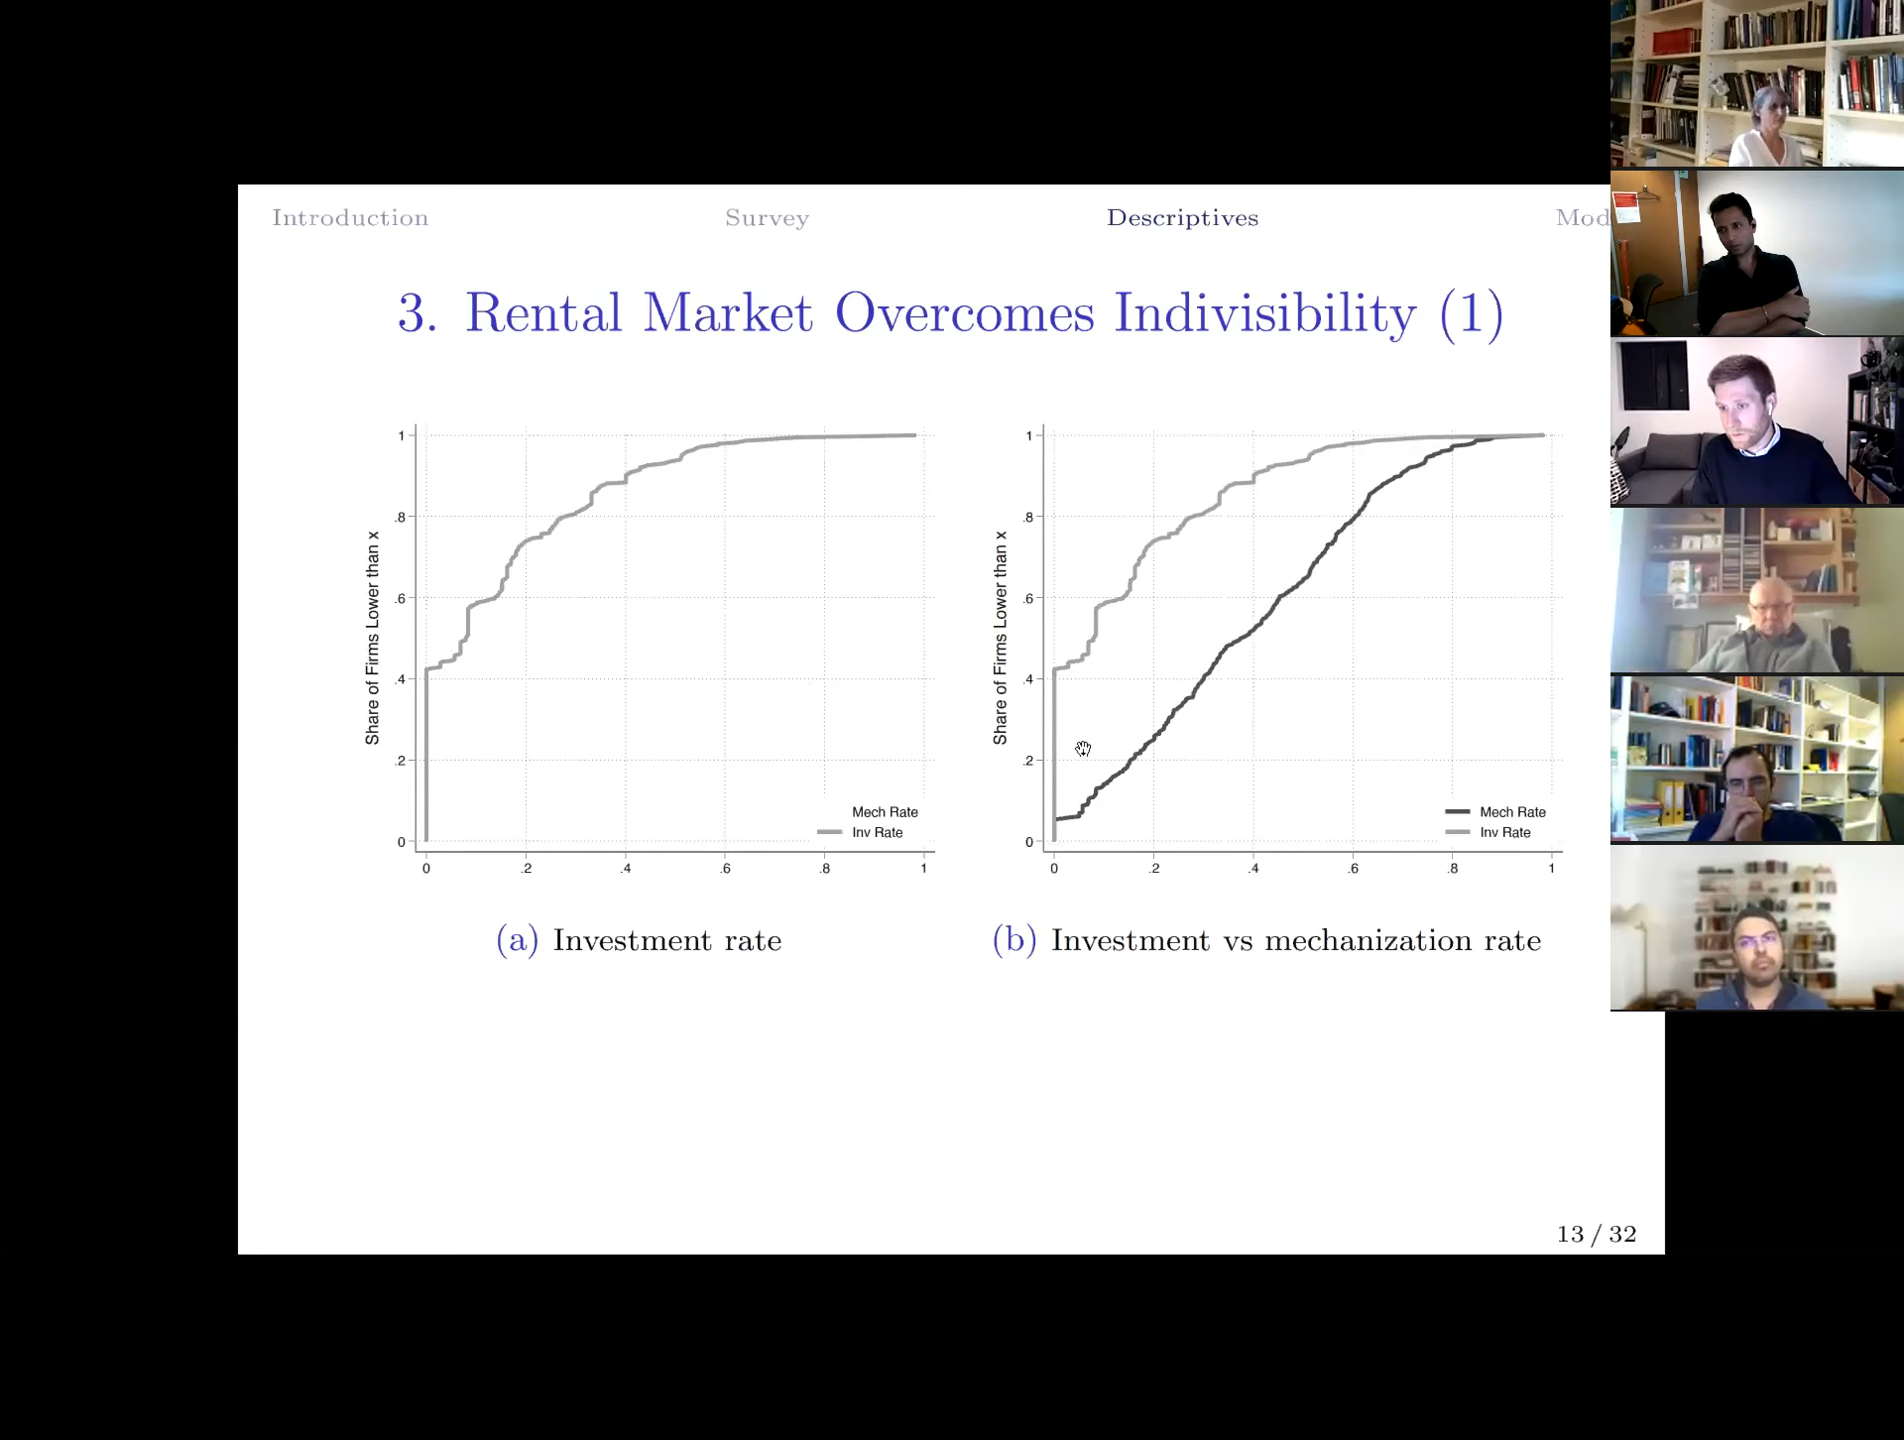 Introduction Survey Descriptives Mod
3. Rental Market Overcomes Indivisibility (1)
Share of Firms Lower than x
1
.8
.6
.4
.2
0
0 .2 .4 .6 .8 1
Mech Rate
Inv Rate
(a) Investment rate
Share of Firms Lower than x
1
.8
.6
.4
.2
0
0 .2 .4 .6 .8 1
Mech Rate
Inv Rate
(b) Investment vs mechanization rate
13 / 32